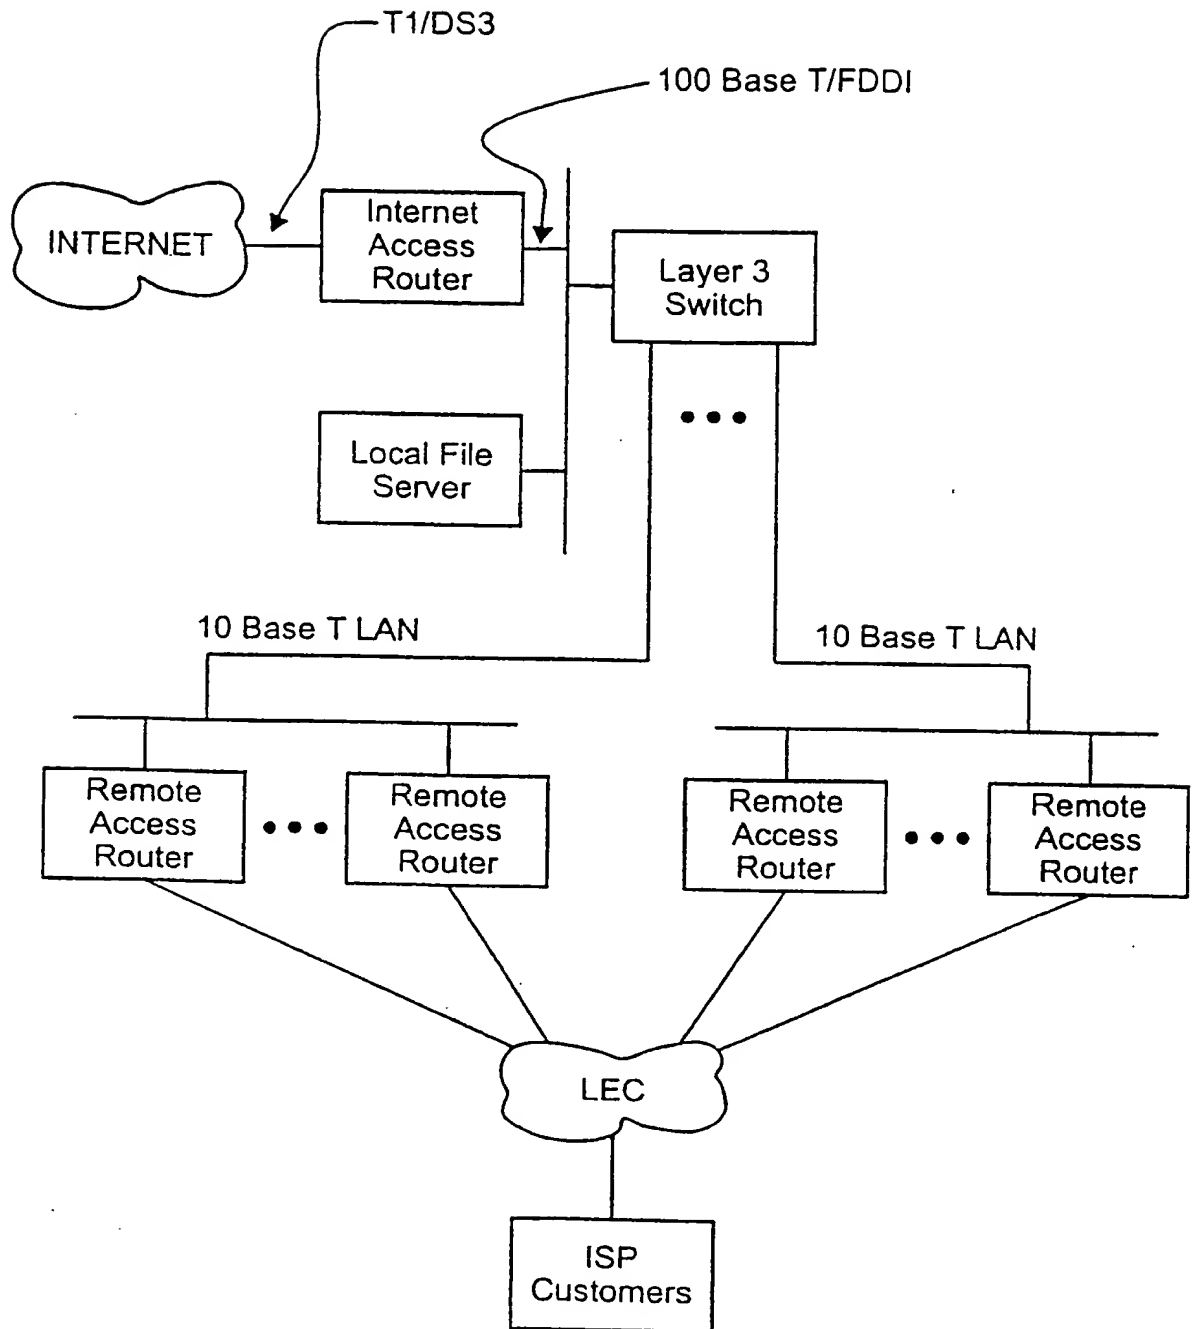 T1/DS3
100 Base T/FDDI
INTERNET
Internet
Access
Router
Layer 3
Switch
Local File
Server
10 Base T LAN
10 Base T LAN
Remote
Access
Router
Remote
Access
Router
Remote
Access
Router
Remote
Access
Router
LEC
ISP
Customers